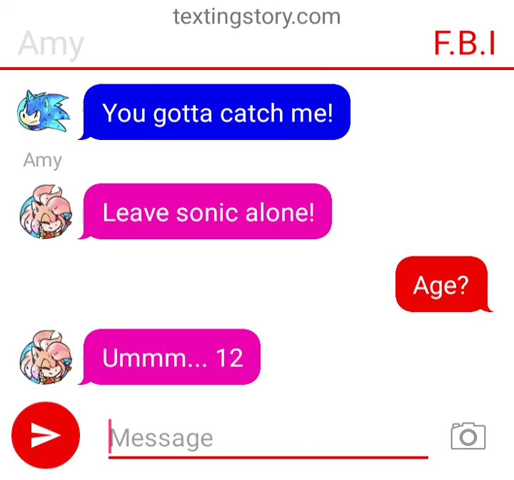 textingstory.com
Amy
F.B.I
You gotta catch me!
Amy
Leave sonic alone!
Age?
Ummm... 12
Message